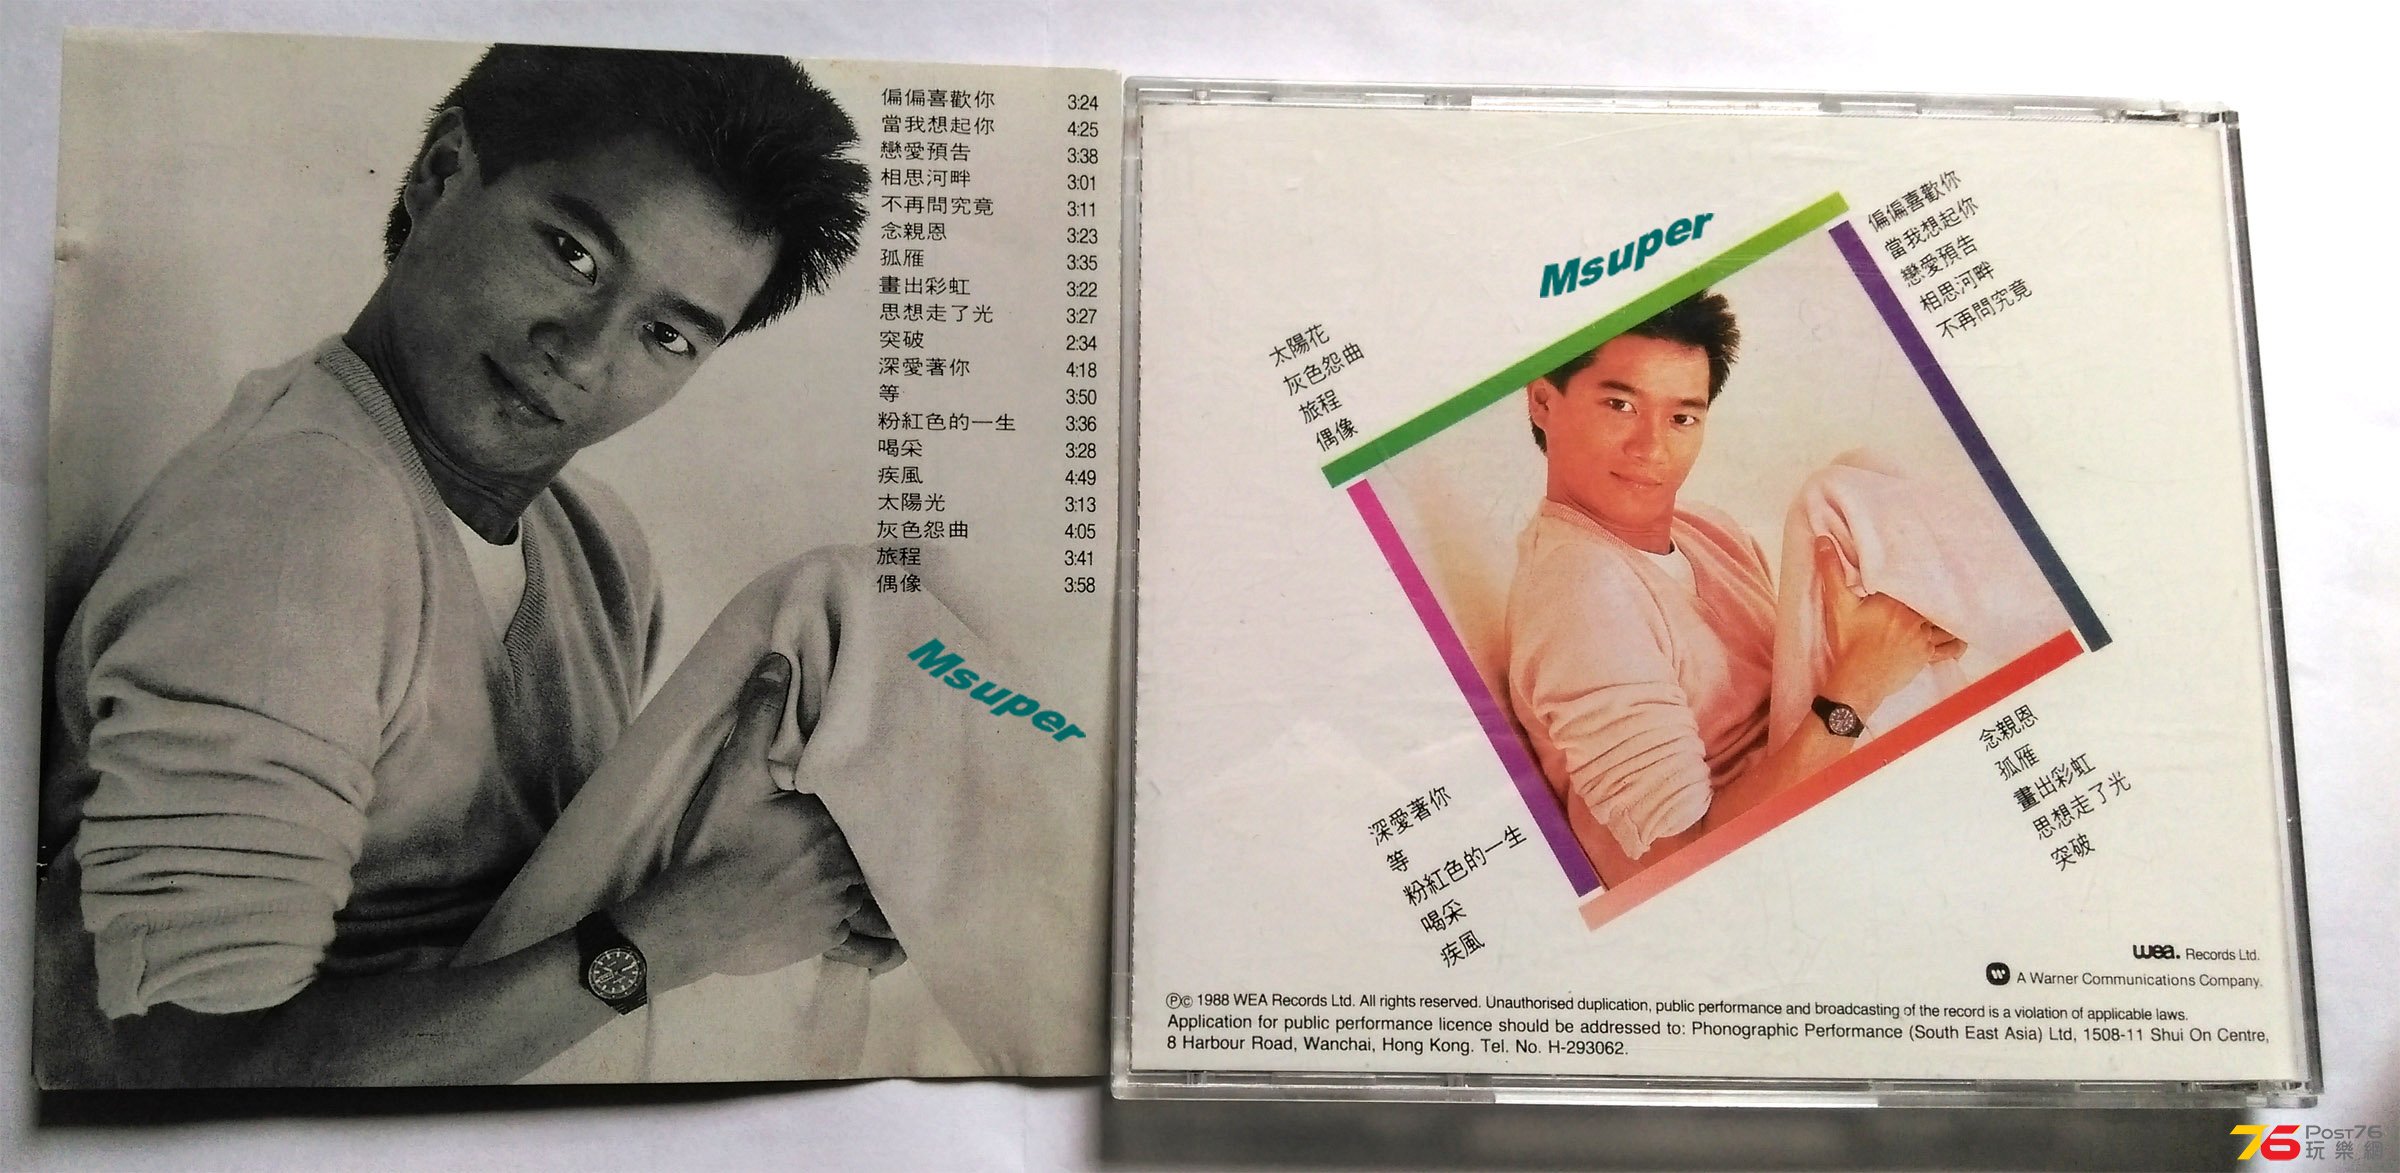 偏偏喜歡你 3:24
當我想起你 4:25
戀愛預告 3:38
相思河畔 3:01
不再問究竟 3:11
念親恩 3:23
孤雁 3:35
畫出彩虹 3:22
思想走了光 3:27
突破 2:34
深愛著你 4:18
等 3:50
粉紅色的一生 3:36
喝采 3:28
疾風 4:49
太陽光 3:13
灰色怨曲 4:05
旅程 3:41
偶像 3:58
Msuper
Msuper
偏偏喜歡你
當我想起你
戀愛預告
相思河畔
不再問究竟
太陽花
灰色怨曲
旅程
偶像
念親恩
孤雁
畫出彩虹
思想走了光
突破
深愛著你
等
粉紅色的一生
喝采
疾風
wea. Records Ltd.
A Warner Communications Company.
Ⓟ© 1988 WEA Records Ltd. All rights reserved. Unauthorised duplication, public performance and broadcasting of the record is a violation of applicable laws.
Application for public performance licence should be addressed to: Phonographic Performance (South East Asia) Ltd, 1508-11 Shui On Centre,
8 Harbour Road, Wanchai, Hong Kong. Tel. No. H-293062.
76 POST76
玩樂網